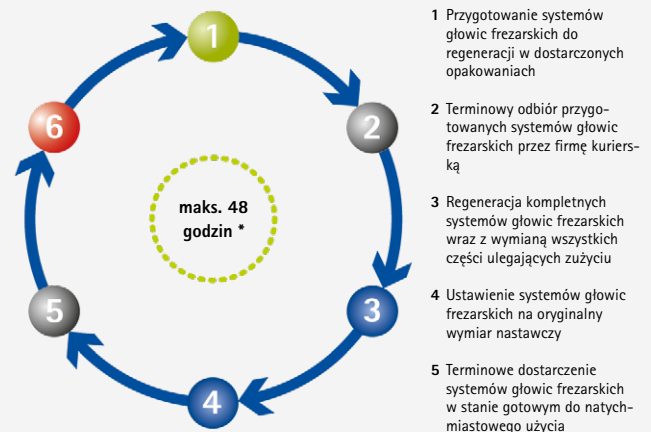 1
2
3
4
5
6
maks. 48
godzin *
1 Przygotowanie systemów
głowic frezarskich do
regeneracji w dostarczonych
opakowaniach
2 Terminowy odbiór przygo-
towanych systemów głowic
frezarskich przez firmę kuriers-
ką
3 Regeneracja kompletnych
systemów głowic frezarskich
wraz z wymianą wszystkich
części ulegających zużyciu
4 Ustawienie systemów głowic
frezarskich na oryginalny
wymiar nastawczy
5 Terminowe dostarczenie
systemów głowic frezarskich
w stanie gotowym do natych-
miastowego użycia